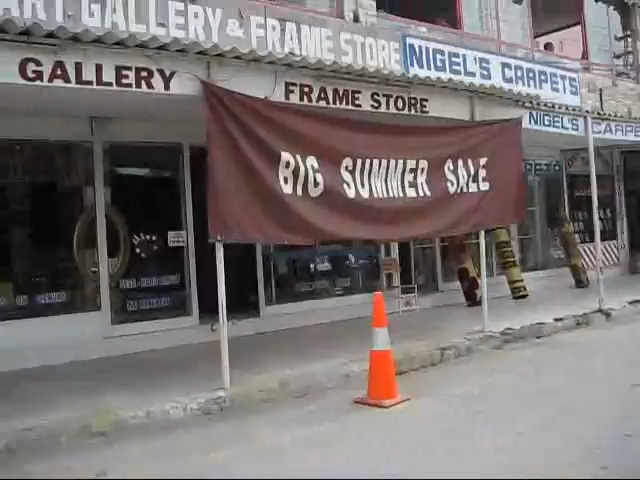 ART GALLERY & FRAME STORE
NIGEL'S CARPETS
GALLERY
FRAME STORE
NIGEL'S CARPE
BIG SUMMER SALE